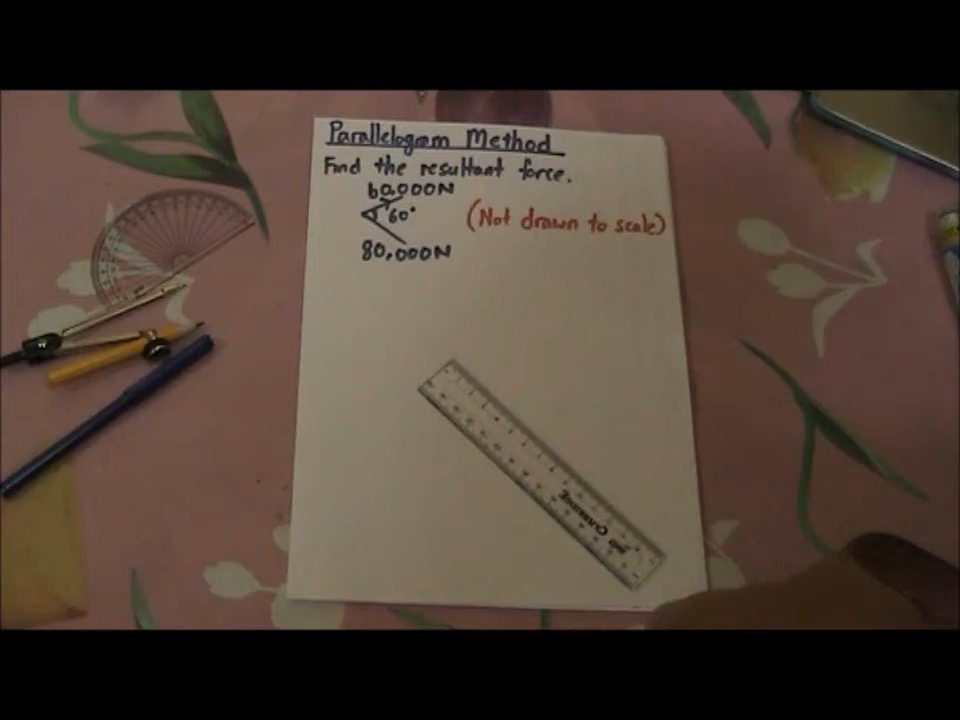 Parallelogram Method
Find the resultant force.
60,000N
60°
(Not drawn to scale)
80,000N